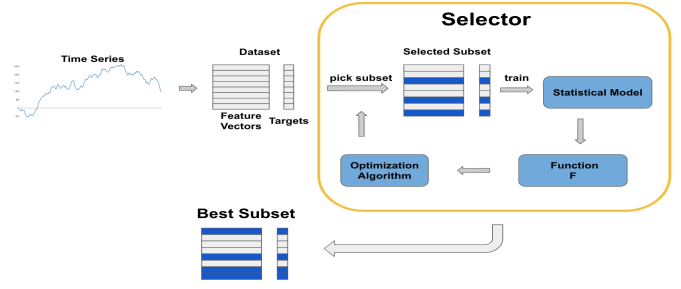 Selector
Time Series
Dataset
Selected Subset
pick subset
train
Statistical Model
Feature
Vectors
Targets
Optimization
Algorithm
Function
F
Best Subset